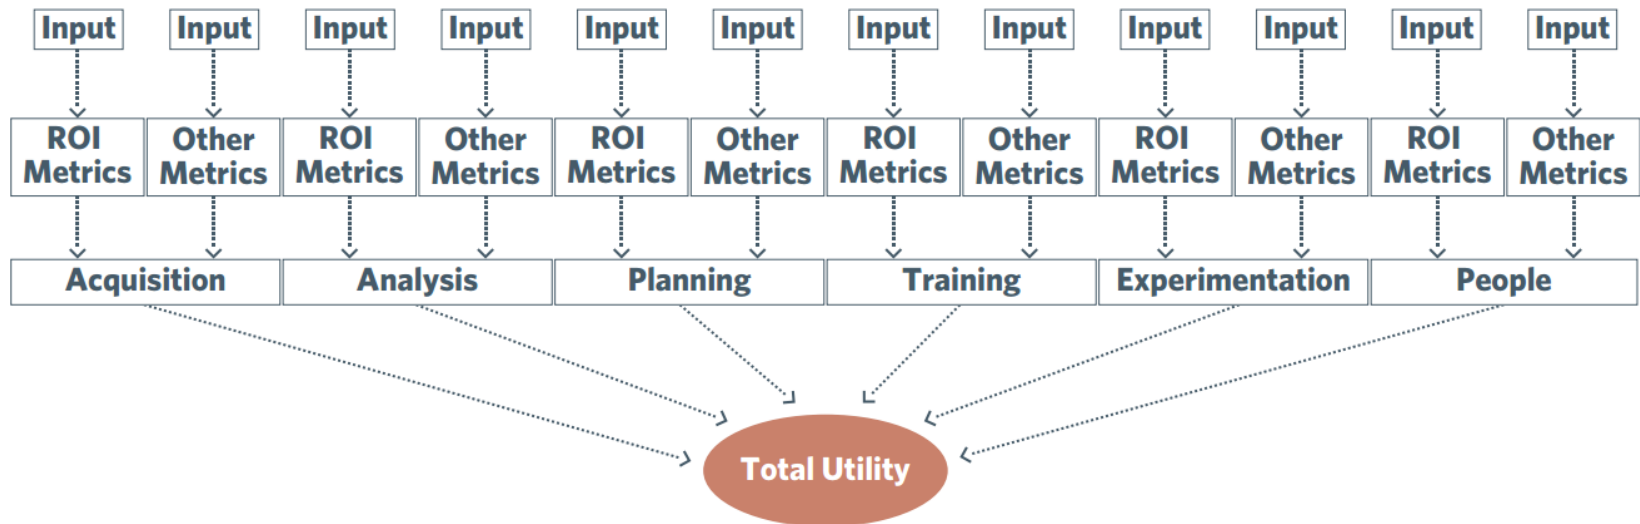 Input Input Input Input Input Input Input Input Input Input Input Input
ROI Other ROI Other ROI Other ROI Other ROI Other ROI Other
Metrics Metrics Metrics Metrics Metrics Metrics Metrics Metrics Metrics Metrics Metrics Metrics
Acquisition Analysis Planning Training Experimentation People
Total Utility